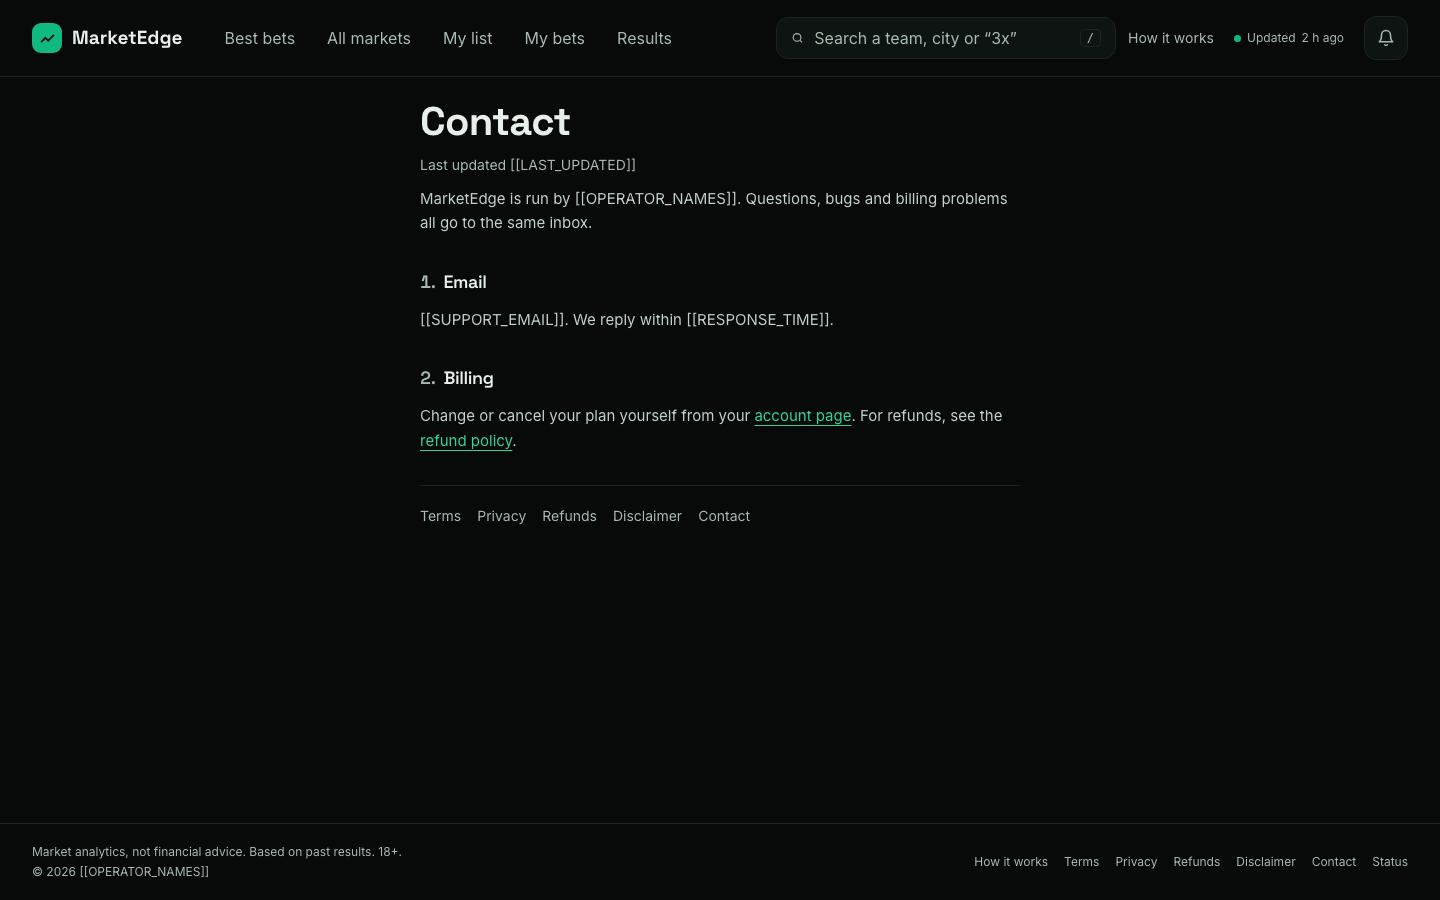 MarketEdge
Best bets
All markets
My list
My bets
Results
Search a team, city or “3x”
/
How it works
Updated 2 h ago
Contact
Last updated [[LAST_UPDATED]]
MarketEdge is run by [[OPERATOR_NAMES]]. Questions, bugs and billing problems
all go to the same inbox.
1. Email
[[SUPPORT_EMAIL]]. We reply within [[RESPONSE_TIME]].
2. Billing
Change or cancel your plan yourself from your account page. For refunds, see the
refund policy.
Terms Privacy Refunds Disclaimer Contact
Market analytics, not financial advice. Based on past results. 18+.
© 2026 [[OPERATOR_NAMES]]
How it works Terms Privacy Refunds Disclaimer Contact Status